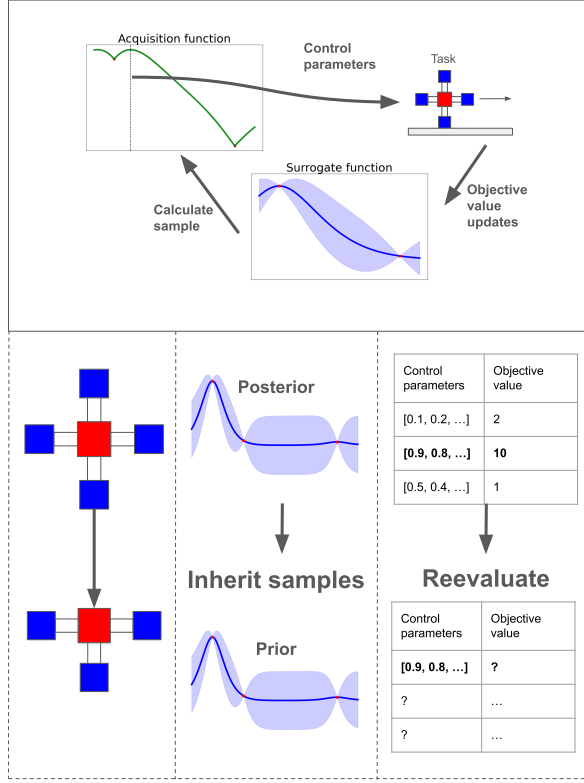 Acquisition function
Control
parameters
Task
Surrogate function
Calculate
sample
Objective
value
updates
Posterior
Inherit samples
Prior
Control
parameters
Objective
value
[0.1, 0.2, …]
2
[0.9, 0.8, …]
10
[0.5, 0.4, …]
1
Reevaluate
Control
parameters
Objective
value
[0.9, 0.8, …]
?
?
…
?
…